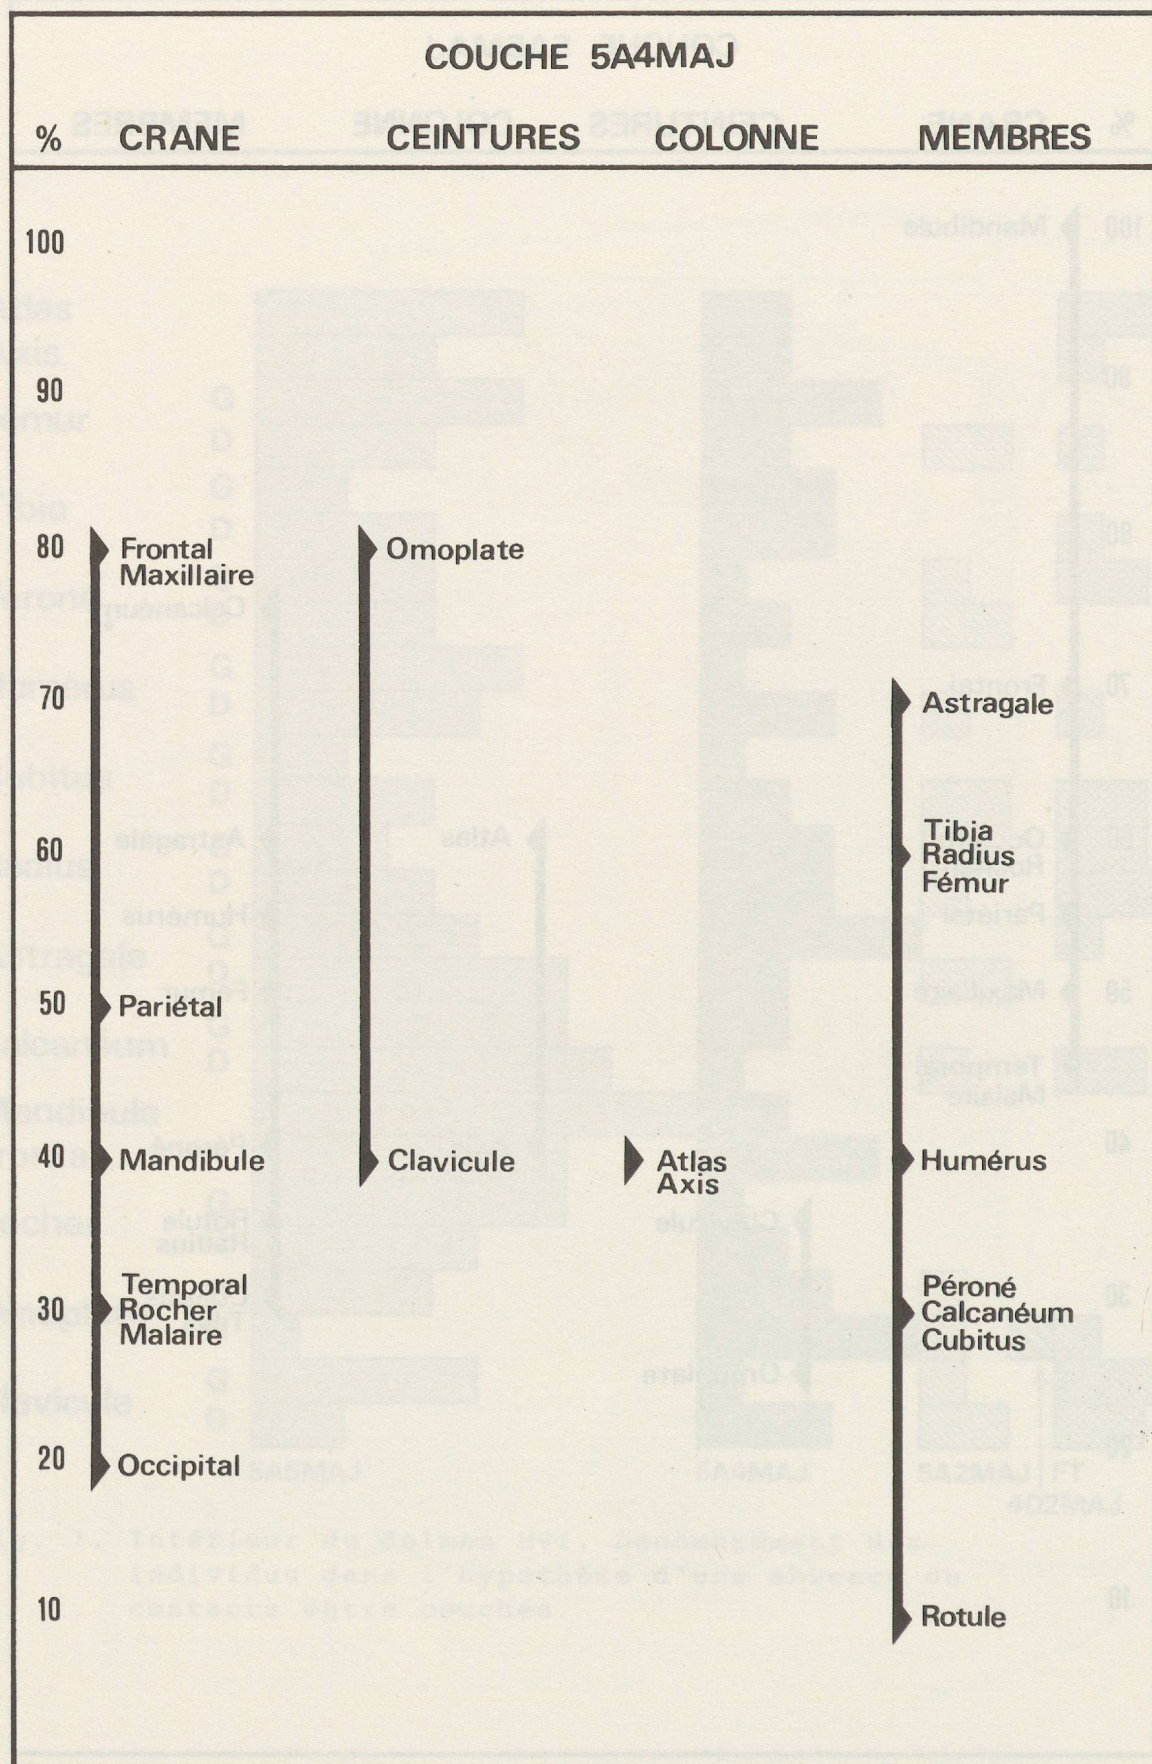 COUCHE 5A4MAJ
% CRANE CEINTURES COLONNE MEMBRES
100
90
80 Frontal Omoplate
Maxillaire
70 Astragale
Tibia
60 Radius
Fémur
50 Pariétal
40 Mandibule Clavicule Atlas Humérus
Axis
Temporal Péroné
30 Rocher Calcanéum
Malaire Cubitus
20 Occipital
10 Rotule